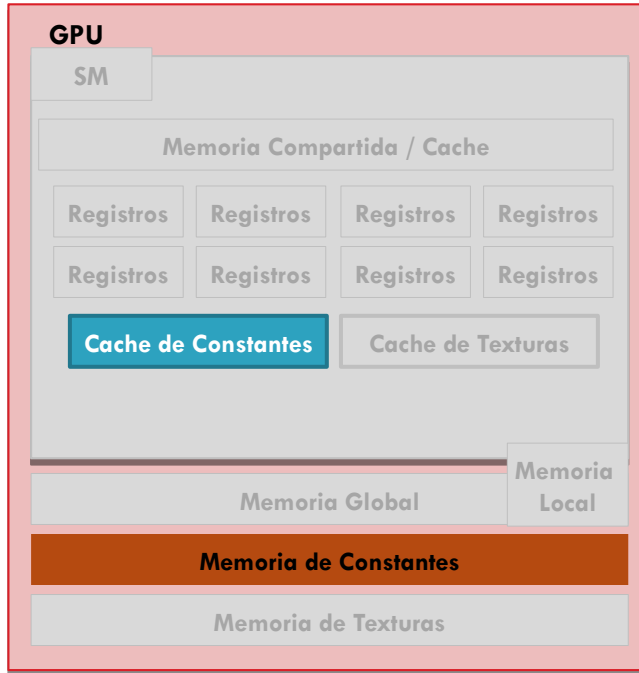 GPU
SM
Memoria Compartida / Cache
Registros Registros Registros Registros
Registros Registros Registros Registros
Cache de Constantes Cache de Texturas
Memoria Global
Memoria
Local
Memoria de Constantes
Memoria de Texturas